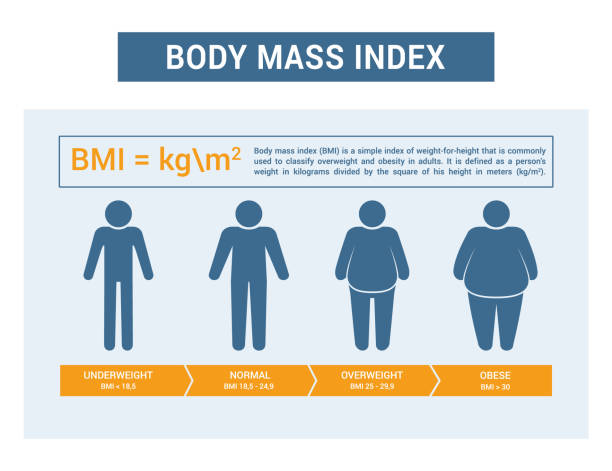 BODY MASS INDEX
BMI = kg\m²
Body mass index (BMI) is a simple index of weight-for-height that is commonly
used to classify overweight and obesity in adults. It is defined as a person's
weight in kilograms divided by the square of his height in meters (kg/m²).
UNDERWEIGHT
BMI < 18,5
NORMAL
BMI 18,5 - 24,9
OVERWEIGHT
BMI 25 - 29,9
OBESE
BMI > 30